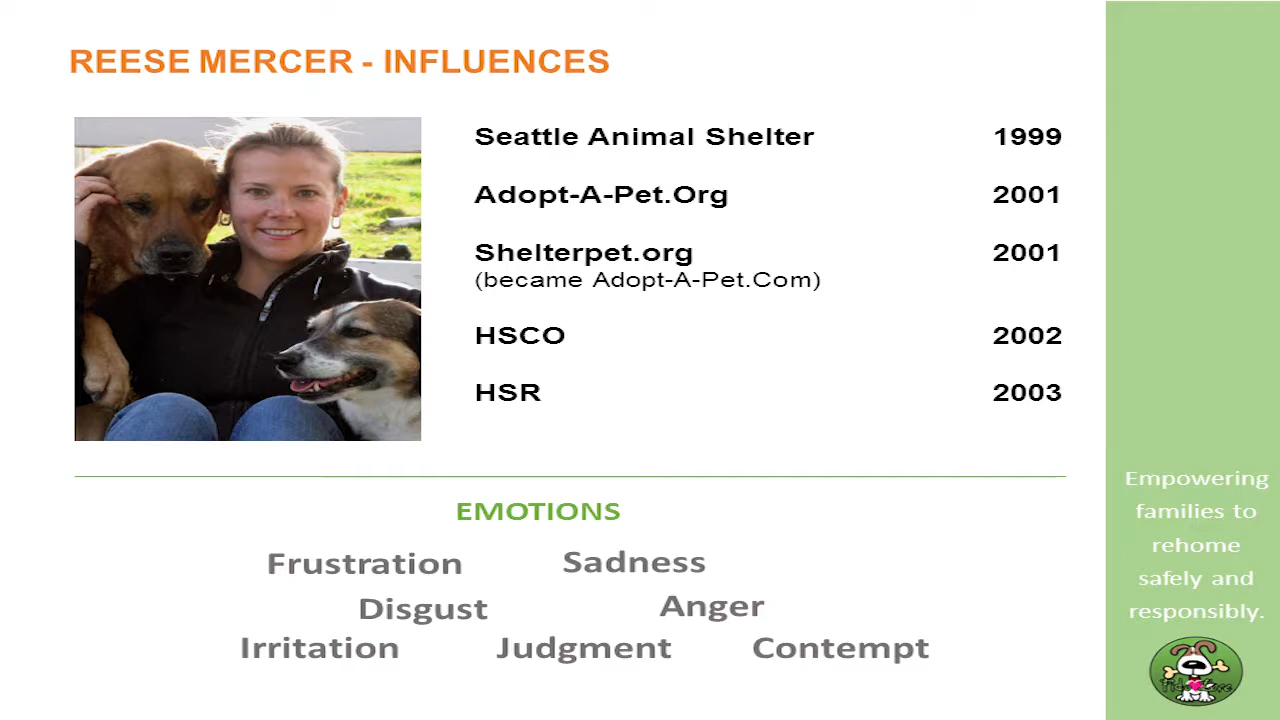 REESE MERCER - INFLUENCES
Seattle Animal Shelter 1999
Adopt-A-Pet.Org 2001
Shelterpet.org 2001
(became Adopt-A-Pet.Com)
HSCO 2002
HSR 2003
EMOTIONS
Frustration Sadness
Disgust Anger
Irritation Judgment Contempt
Empowering
families to
rehome
safely and
responsibly.